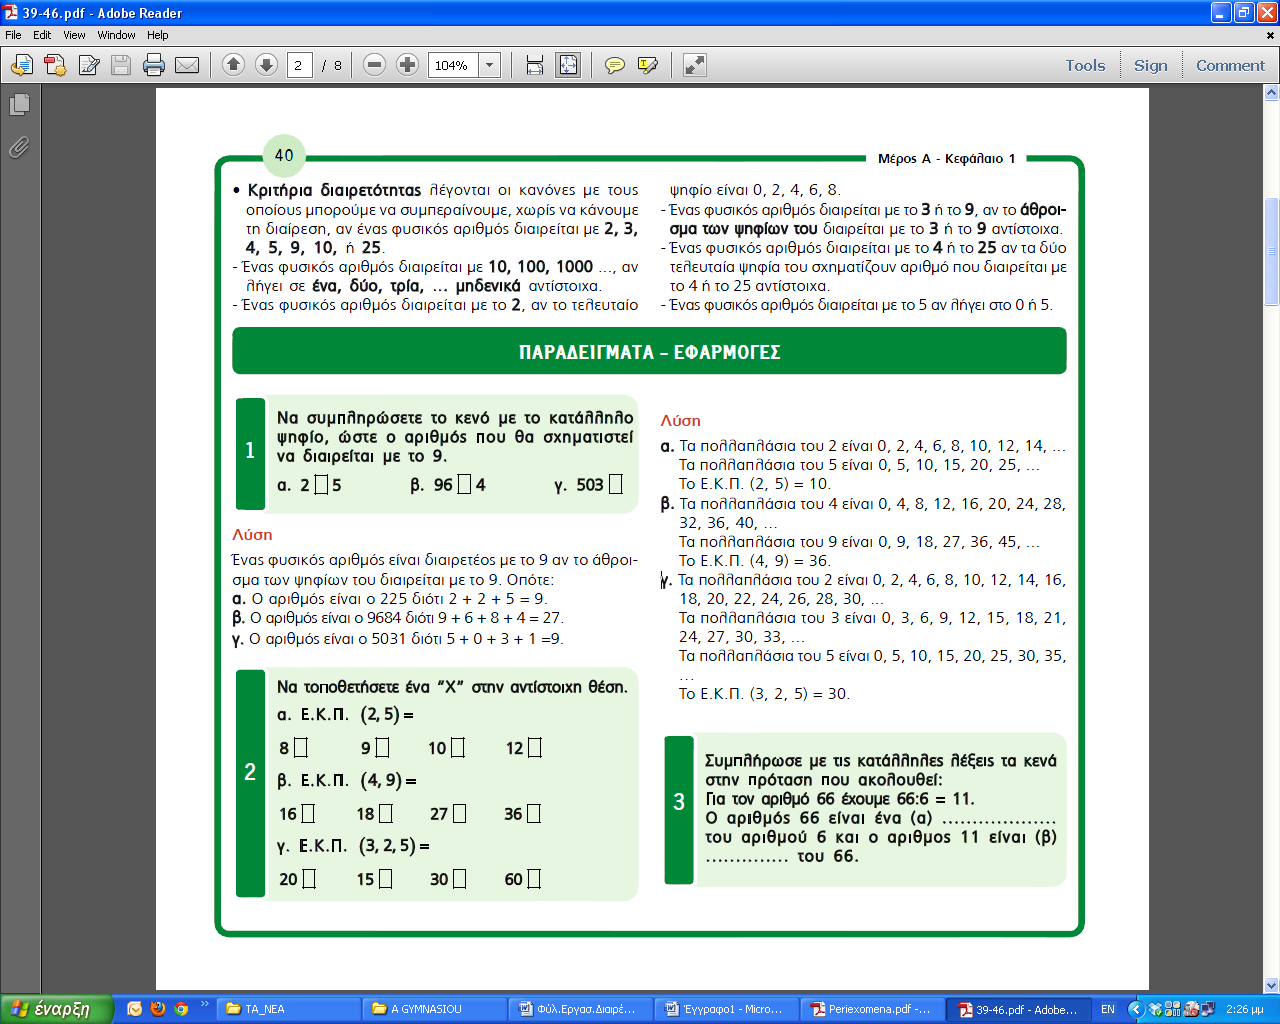 39-46.pdf - Adobe Reader
File Edit View Window Help
2 / 8 104% Tools Sign Comment
40
Μέρος Α - Κεφάλαιο 1
• Κριτήρια διαιρετότητας λέγονται οι κανόνες με τους
οποίους μπορούμε να συμπεραίνουμε, χωρίς να κάνουμε
τη διαίρεση, αν ένας φυσικός αριθμός διαιρείται με 2, 3,
4, 5, 9, 10, ή 25.
- Ένας φυσικός αριθμός διαιρείται με 10, 100, 1000 ..., αν
λήγει σε ένα, δύο, τρία, ... μηδενικά αντίστοιχα.
- Ένας φυσικός αριθμός διαιρείται με το 2, αν το τελευταίο
ψηφίο είναι 0, 2, 4, 6, 8.
- Ένας φυσικός αριθμός διαιρείται με το 3 ή το 9, αν το άθροι-
σμα των ψηφίων του διαιρείται με το 3 ή το 9 αντίστοιχα.
- Ένας φυσικός αριθμός διαιρείται με το 4 ή το 25 αν τα δύο
τελευταία ψηφία του σχηματίζουν αριθμό που διαιρείται με
το 4 ή το 25 αντίστοιχα.
- Ένας φυσικός αριθμός διαιρείται με το 5 αν λήγει στο 0 ή 5.
ΠΑΡΑΔΕΙΓΜΑΤΑ – ΕΦΑΡΜΟΓΕΣ
1
Να συμπληρώσετε το κενό με το κατάλληλο
ψηφίο, ώστε ο αριθμός που θα σχηματιστεί
να διαιρείται με το 9.
α. 2 □ 5 β. 96 □ 4 γ. 503 □
Λύση
Ένας φυσικός αριθμός είναι διαιρετέος με το 9 αν το άθροι-
σμα των ψηφίων του διαιρείται με το 9. Οπότε:
α. Ο αριθμός είναι ο 225 διότι 2 + 2 + 5 = 9.
β. Ο αριθμός είναι ο 9684 διότι 9 + 6 + 8 + 4 = 27.
γ. Ο αριθμός είναι ο 5031 διότι 5 + 0 + 3 + 1 =9.
2
Να τοποθετήσετε ένα “Χ” στην αντίστοιχη θέση.
α. Ε.Κ.Π. (2, 5) =
8 □ 9 □ 10 □ 12 □
β. Ε.Κ.Π. (4, 9) =
16 □ 18 □ 27 □ 36 □
γ. Ε.Κ.Π. (3, 2, 5) =
20 □ 15 □ 30 □ 60 □
Λύση
α. Τα πολλαπλάσια του 2 είναι 0, 2, 4, 6, 8, 10, 12, 14, ...
Τα πολλαπλάσια του 5 είναι 0, 5, 10, 15, 20, 25, ...
Το Ε.Κ.Π. (2, 5) = 10.
β. Τα πολλαπλάσια του 4 είναι 0, 4, 8, 12, 16, 20, 24, 28,
32, 36, 40, ...
Τα πολλαπλάσια του 9 είναι 0, 9, 18, 27, 36, 45, ...
Το Ε.Κ.Π. (4, 9) = 36.
γ. Τα πολλαπλάσια του 2 είναι 0, 2, 4, 6, 8, 10, 12, 14, 16,
18, 20, 22, 24, 26, 28, 30, ...
Τα πολλαπλάσια του 3 είναι 0, 3, 6, 9, 12, 15, 18, 21,
24, 27, 30, 33, ...
Τα πολλαπλάσια του 5 είναι 0, 5, 10, 15, 20, 25, 30, 35,
...
Το Ε.Κ.Π. (3, 2, 5) = 30.
3
Συμπλήρωσε με τις κατάλληλες λέξεις τα κενά
στην πρόταση που ακολουθεί:
Για τον αριθμό 66 έχουμε 66:6 = 11.
Ο αριθμός 66 είναι ένα (α) ...................
του αριθμού 6 και ο αριθμος 11 είναι (β)
.............. του 66.
έναρξη TA_NEA A GYMNASIOU Φύλ.Εργασ.Διαιρέ... Έγγραφο1 - Micro... Periexomena.pdf -... 39-46.pdf - Adobe... EN 2:26 μμ